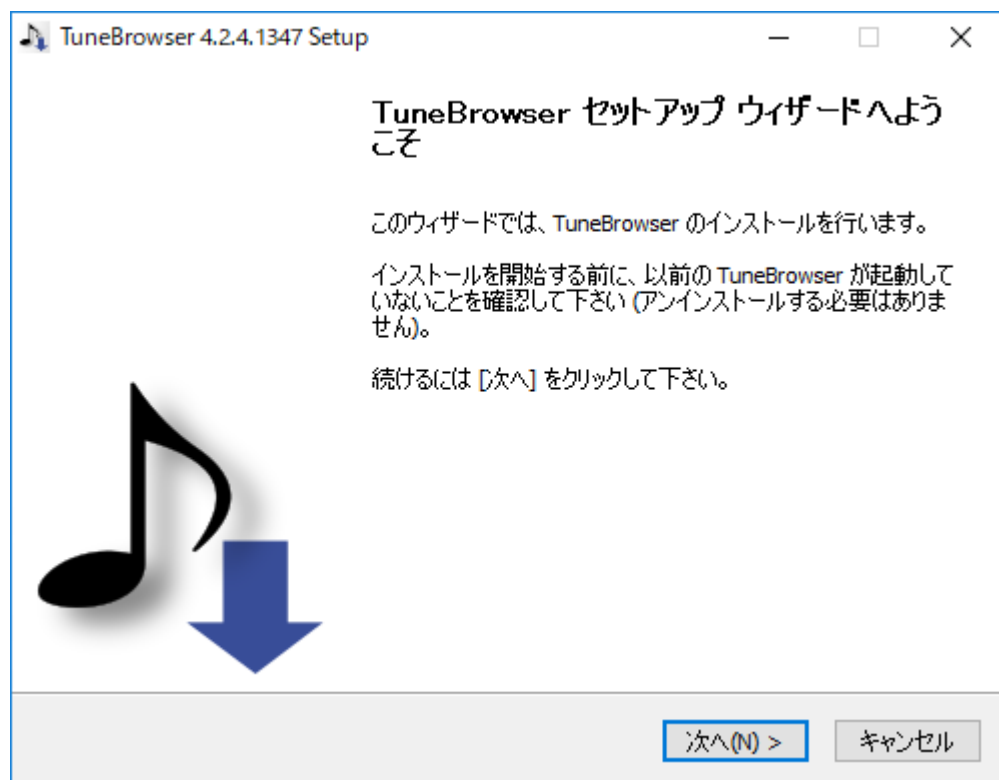 TuneBrowser 4.2.4.1347 Setup
TuneBrowser セットアップ ウィザードへよう
こそ
このウィザードでは、TuneBrowser のインストールを行います。
インストールを開始する前に、以前の TuneBrowser が起動して
いないことを確認して下さい (アンインストールする必要はありま
せん)。
続けるには [次へ] をクリックして下さい。
次へ(N) >
キャンセル